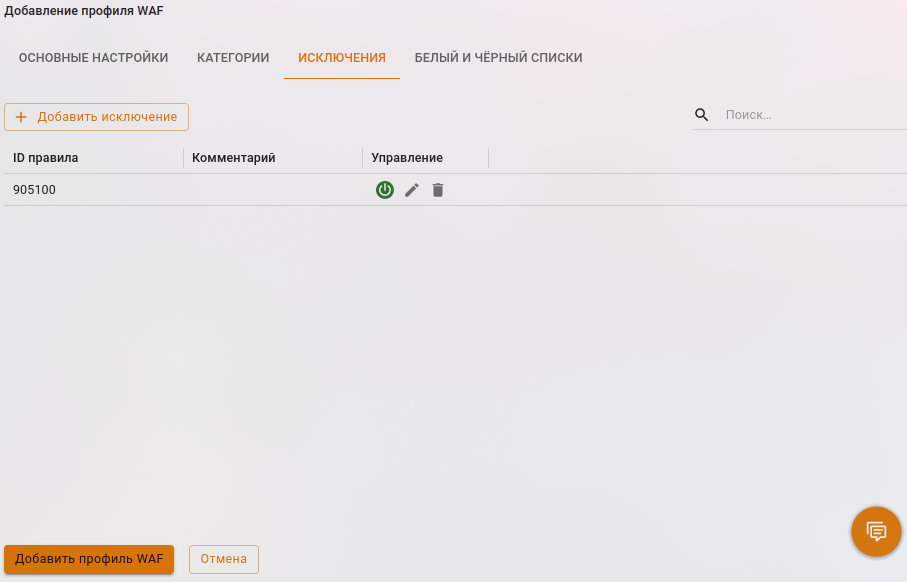 Добавление профиля WAF
ОСНОВНЫЕ НАСТРОЙКИ КАТЕГОРИИ ИСКЛЮЧЕНИЯ БЕЛЫЙ И ЧЁРНЫЙ СПИСКИ
+ Добавить исключение Поиск...
ID правила Комментарий Управление
905100
Добавить профиль WAF Отмена